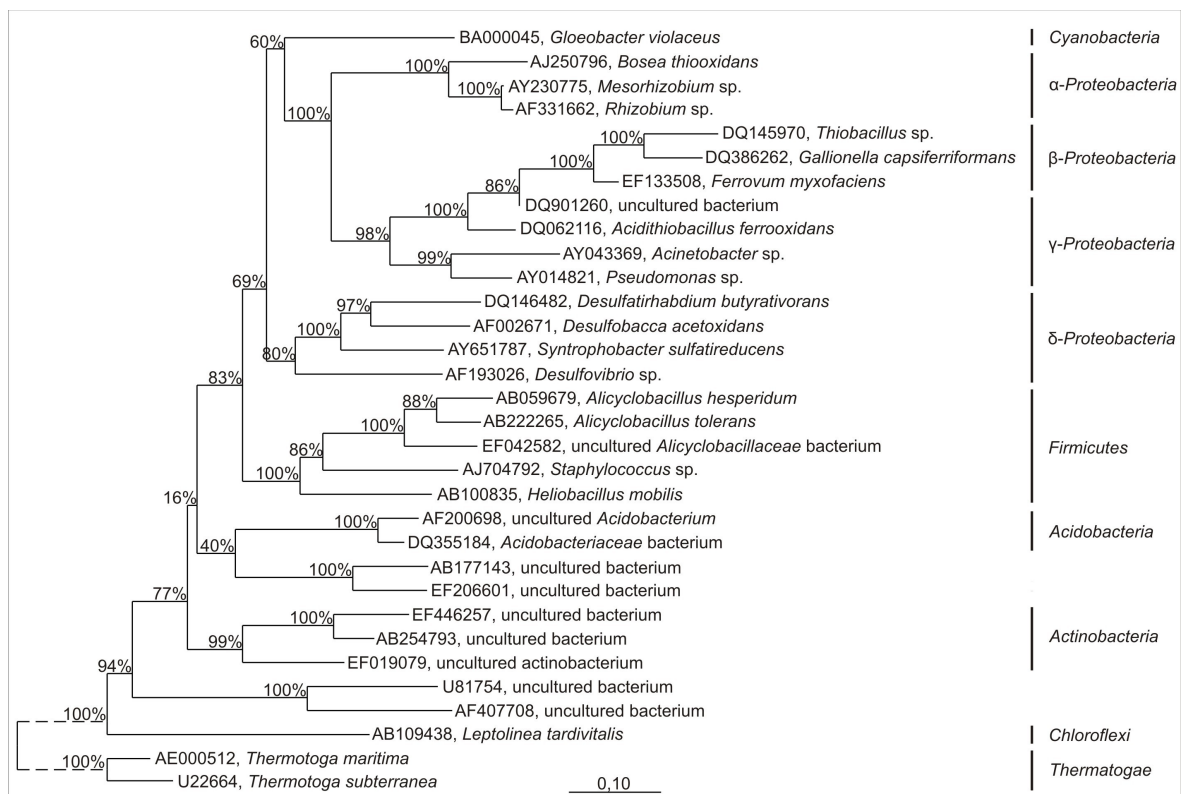 60%
BA000045, Gloeobacter violaceus
Cyanobacteria
100%
AJ250796, Bosea thiooxidans
100%
AY230775, Mesorhizobium sp.
α-Proteobacteria
AF331662, Rhizobium sp.
100%
100%
DQ145970, Thiobacillus sp.
100%
DQ386262, Gallionella capsiferriformans
β-Proteobacteria
86%
EF133508, Ferrovum myxofaciens
100%
DQ901260, uncultured bacterium
98%
DQ062116, Acidithiobacillus ferrooxidans
γ-Proteobacteria
99%
AY043369, Acinetobacter sp.
AY014821, Pseudomonas sp.
69%
97%
DQ146482, Desulfatirhabdium butyrativorans
100%
AF002671, Desulfobacca acetoxidans
δ-Proteobacteria
80%
AY651787, Syntrophobacter sulfatireducens
AF193026, Desulfovibrio sp.
83%
88%
AB059679, Alicyclobacillus hesperidum
100%
AB222265, Alicyclobacillus tolerans
86%
EF042582, uncultured Alicyclobacillaceae bacterium
Firmicutes
100%
AJ704792, Staphylococcus sp.
AB100835, Heliobacillus mobilis
16%
100%
AF200698, uncultured Acidobacterium
Acidobacteria
40%
DQ355184, Acidobacteriaceae bacterium
100%
AB177143, uncultured bacterium
EF206601, uncultured bacterium
77%
100%
EF446257, uncultured bacterium
99%
AB254793, uncultured bacterium
Actinobacteria
EF019079, uncultured actinobacterium
94%
100%
U81754, uncultured bacterium
AF407708, uncultured bacterium
100%
AB109438, Leptolinea tardivitalis
Chloroflexi
100%
AE000512, Thermotoga maritima
Thermatogae
U22664, Thermotoga subterranea
0,10